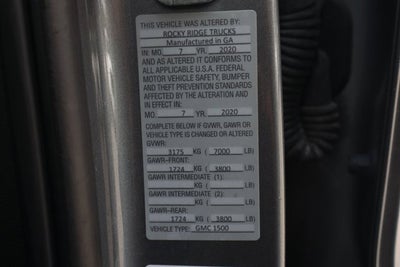 THIS VEHICLE WAS ALTERED BY:
ROCKY RIDGE TRUCKS
Manufactured in GA
IN: MO. 7 YR. 2020
AND AS ALTERED IT CONFORMS TO
ALL APPLICABLE U.S.A. FEDERAL
MOTOR VEHICLE SAFETY, BUMPER
AND THEFT PREVENTION STANDARDS
AFFECTED BY THE ALTERATION AND
IN EFFECT IN
MO. 7 YR. 2020
COMPLETE BELOW IF GVWR, GAWR OR
VEHICLE TYPE IS CHANGED OR ALTERED
GVWR:
3175 KG ( 7000 LB)
GAWR-FRONT:
1724 KG ( 3800 LB)
GAWR INTERMEDIATE (1):
KG ( LB)
GAWR INTERMEDIATE (2):
KG ( LB)
GAWR-REAR:
1724 KG ( 3800 LB)
VEHICLE TYPE: GMC 1500